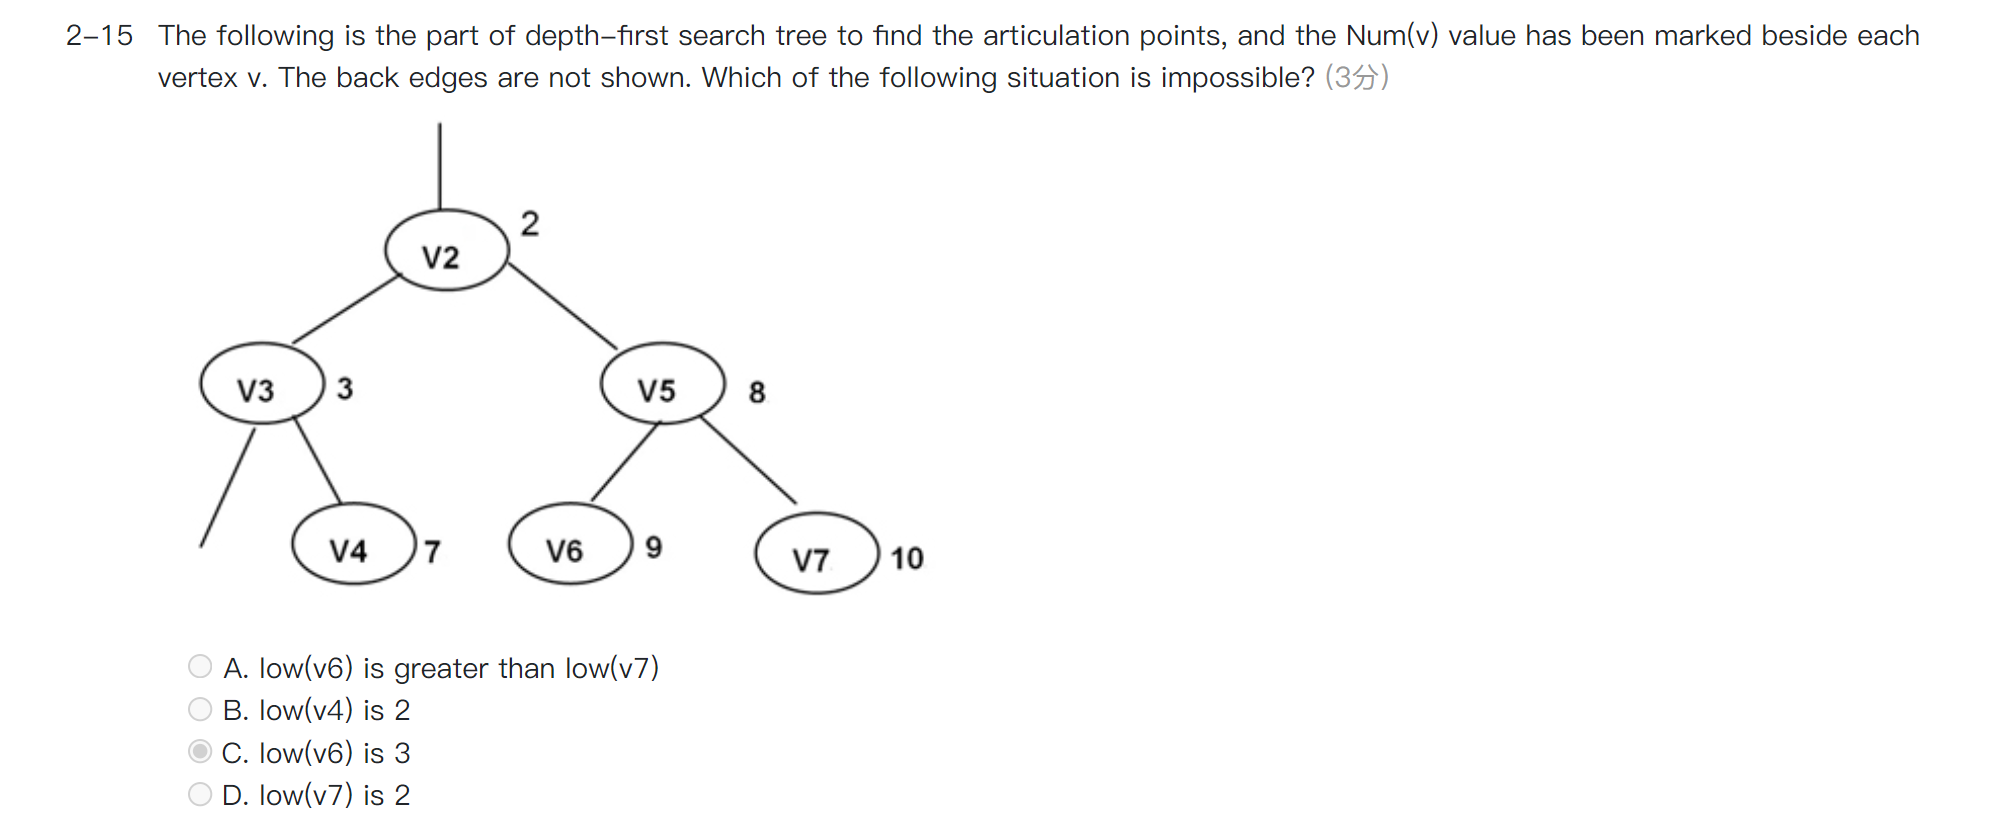 2-15 The following is the part of depth-first search tree to find the articulation points, and the Num(v) value has been marked beside each
vertex v. The back edges are not shown. Which of the following situation is impossible? (3分)
2
V2
V3 3
V5 8
V4 7
V6 9
V7 10
A. low(v6) is greater than low(v7)
B. low(v4) is 2
C. low(v6) is 3
D. low(v7) is 2